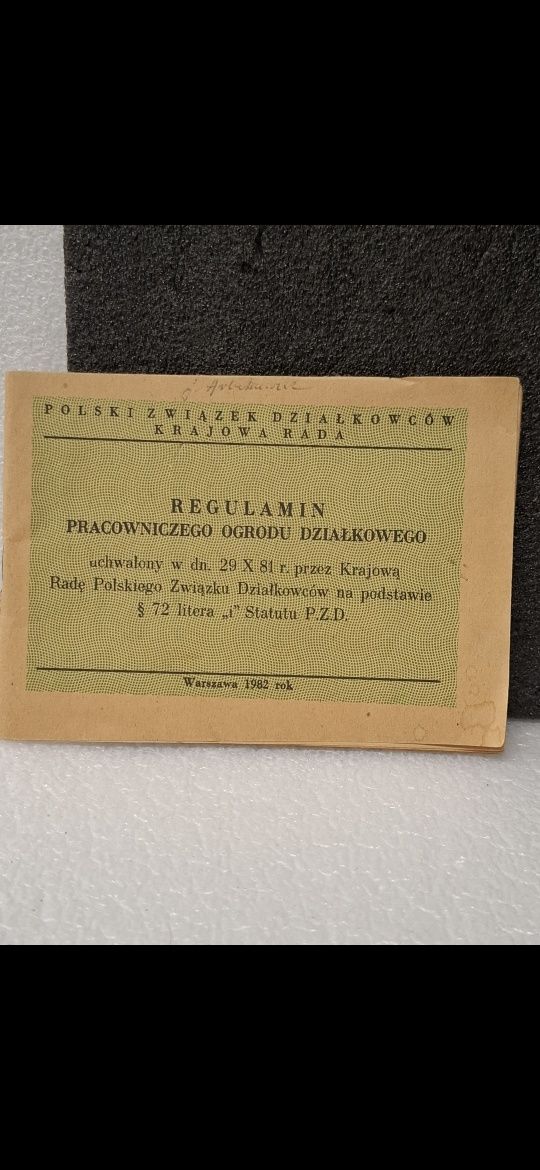 POLSKI ZWIĄZEK DZIAŁKOWCÓW
KRAJOWA RADA
REGULAMIN
PRACOWNICZEGO OGRODU DZIAŁKOWEGO
uchwalony w dn. 29 X 81 r. przez Krajową
Radę Polskiego Związku Działkowców na podstawie
§ 72 litera „i” Statutu P.Z.D.
Warszawa 1982 rok